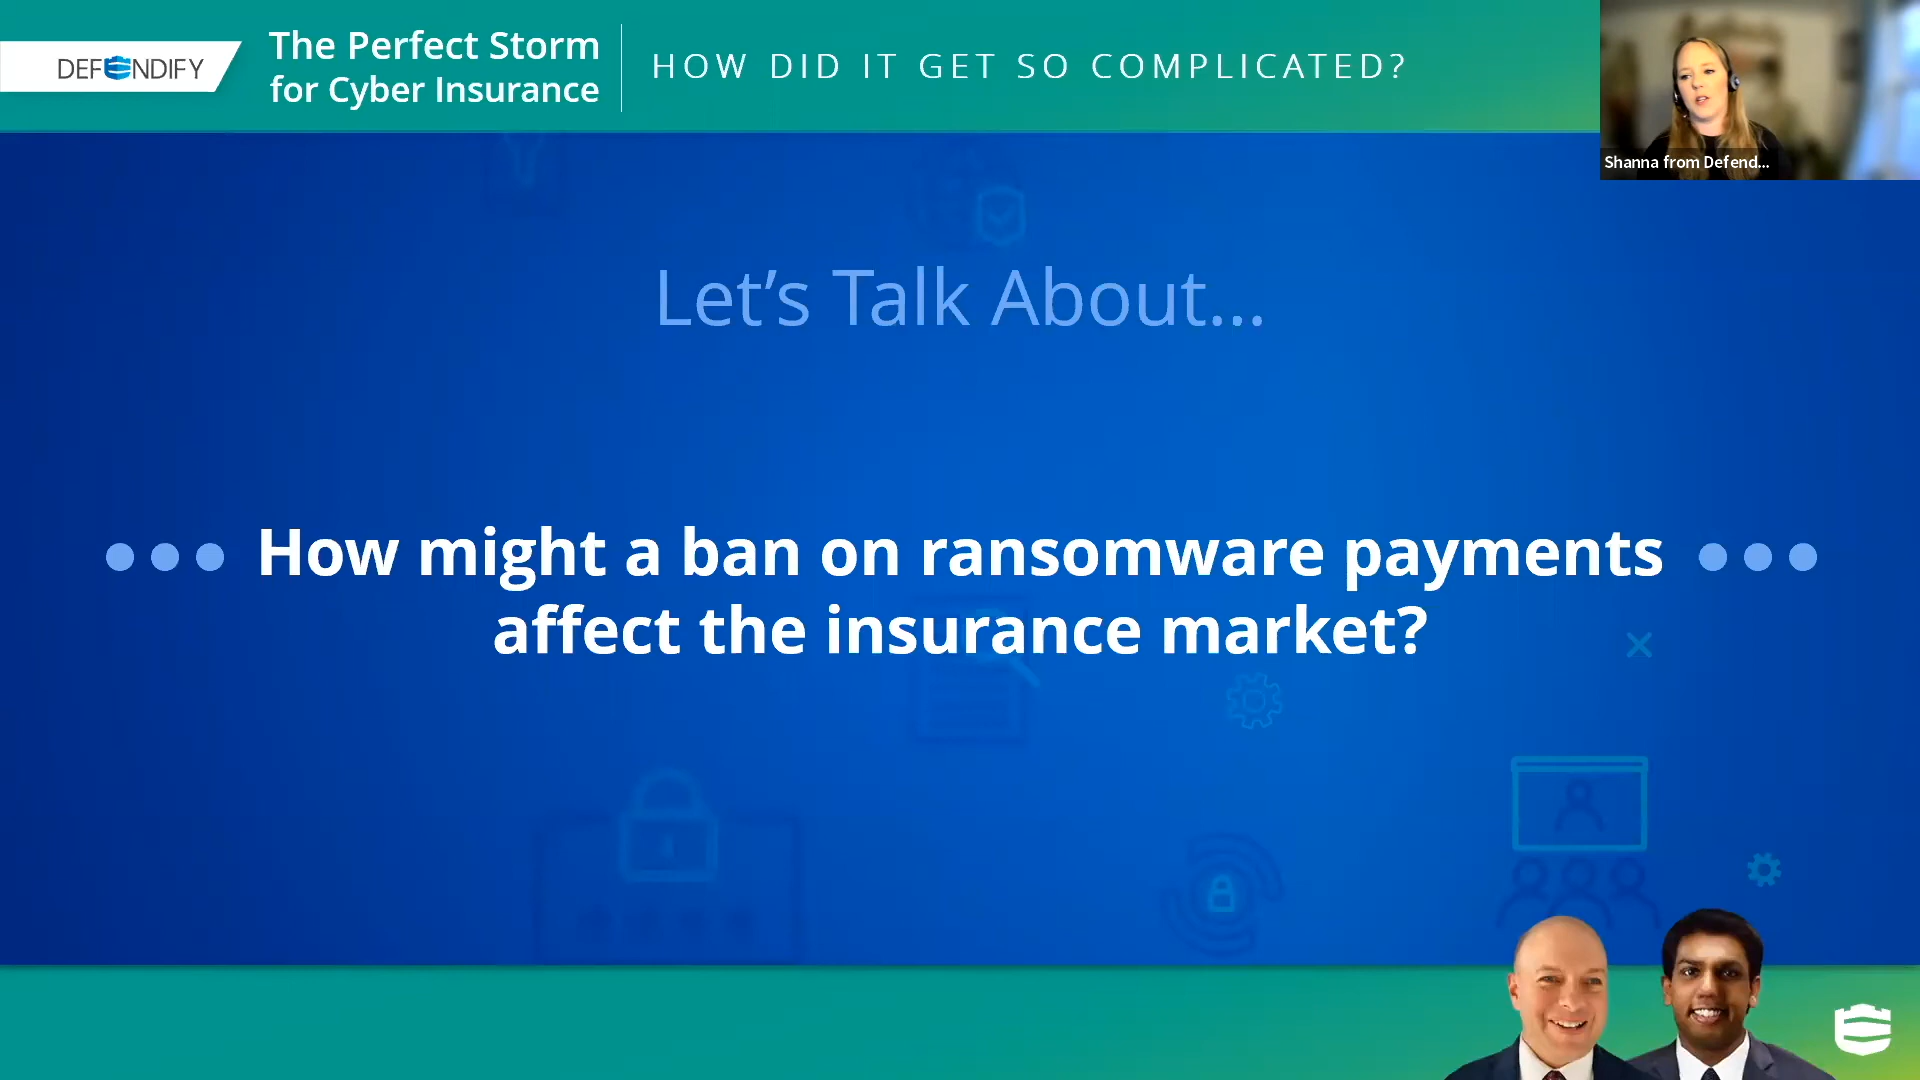 DEFENDIFY
The Perfect Storm
for Cyber Insurance
HOW DID IT GET SO COMPLICATED?
Shanna from Defend...
Let's Talk About...
How might a ban on ransomware payments
affect the insurance market?